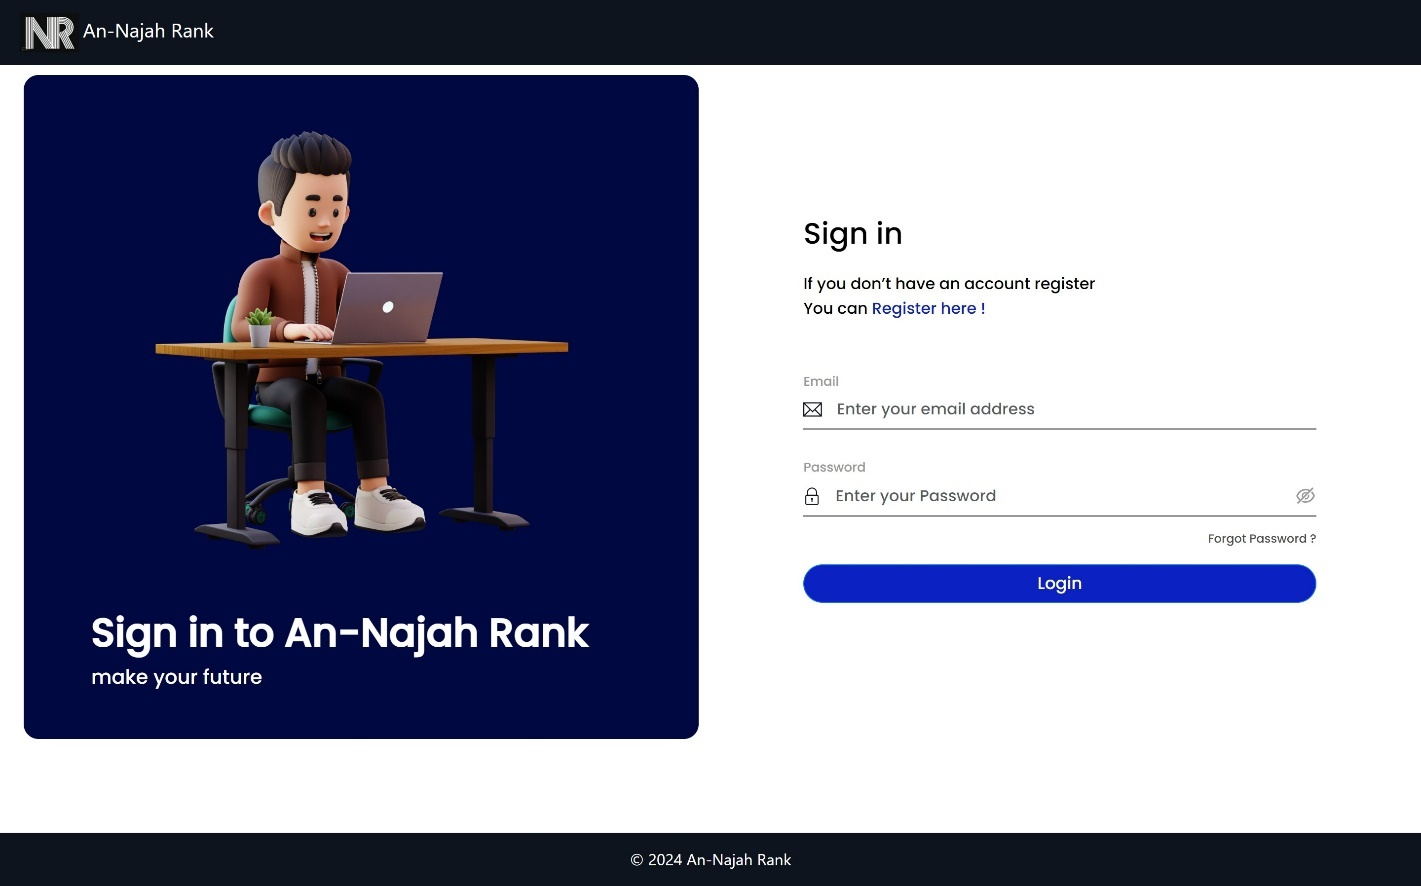 NR An-Najah Rank
Sign in to An-Najah Rank
make your future
Sign in
If you don’t have an account register
You can Register here !
Email
Enter your email address
Password
Enter your Password
Forgot Password ?
Login
© 2024 An-Najah Rank